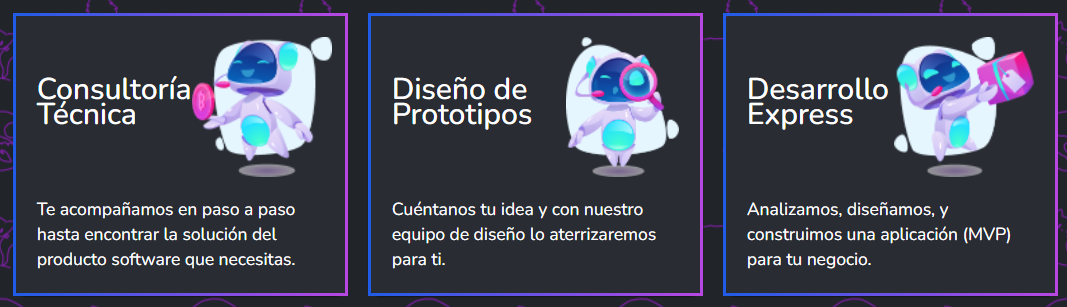 Consultoría
Técnica
Te acompañamos en paso a paso
hasta encontrar la solución del
producto software que necesitas.
Diseño de
Prototipos
Cuéntanos tu idea y con nuestro
equipo de diseño lo aterrizaremos
para ti.
Desarrollo
Express
Analizamos, diseñamos, y
construimos una aplicación (MVP)
para tu negocio.